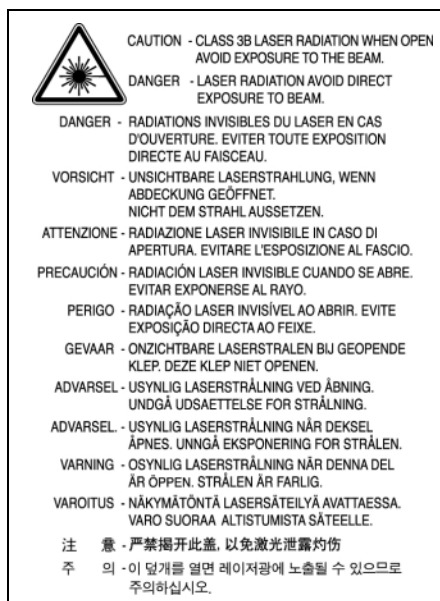 CAUTION - CLASS 3B LASER RADIATION WHEN OPEN
AVOID EXPOSURE TO THE BEAM.
DANGER - LASER RADIATION AVOID DIRECT
EXPOSURE TO BEAM.
DANGER - RADIATIONS INVISIBLES DU LASER EN CAS
D'OUVERTURE. EVITER TOUTE EXPOSITION
DIRECTE AU FAISCEAU.
VORSICHT - UNSICHTBARE LASERSTRAHLUNG, WENN
ABDECKUNG GEÖFFNET.
NICHT DEM STRAHL AUSSETZEN.
ATTENZIONE - RADIAZIONE LASER INVISIBILE IN CASO DI
APERTURA. EVITARE L'ESPOSIZIONE AL FASCIO.
PRECAUCIÓN - RADIACIÓN LASER INVISIBLE CUANDO SE ABRE.
EVITAR EXPONERSE AL RAYO.
PERIGO - RADIAÇÃO LASER INVISÍVEL AO ABRIR. EVITE
EXPOSIÇÃO DIRECTA AO FEIXE.
GEVAAR - ONZICHTBARE LASERSTRALEN BIJ GEOPENDE
KLEP. DEZE KLEP NIET OPENEN.
ADVARSEL - USYNLIG LASERSTRÅLNING VED ÅBNING.
UNDGÅ UDSAETTELSE FOR STRÅLNING.
ADVARSEL. - USYNLIG LASERSTRÅLNING NÅR DEKSEL
ÅPNES. UNNGÅ EKSPONERING FOR STRÅLEN.
VARNING - OSYNLIG LASERSTRÅLNING NÄR DENNA DEL
ÄR ÖPPEN. STRÅLEN ÄR FARLIG.
VAROITUS - NÄKYMÄTÖNTÄ LASERSÄTEILYÄ AVATTAESSA.
VARO SUORAA ALTISTUMISTA SÄTEELLE.
注 意 - 严禁揭开此盖, 以免激光泄露灼伤
주 의 - 이 덮개를 열면 레이저광에 노출될 수 있으므로
주의하십시오.